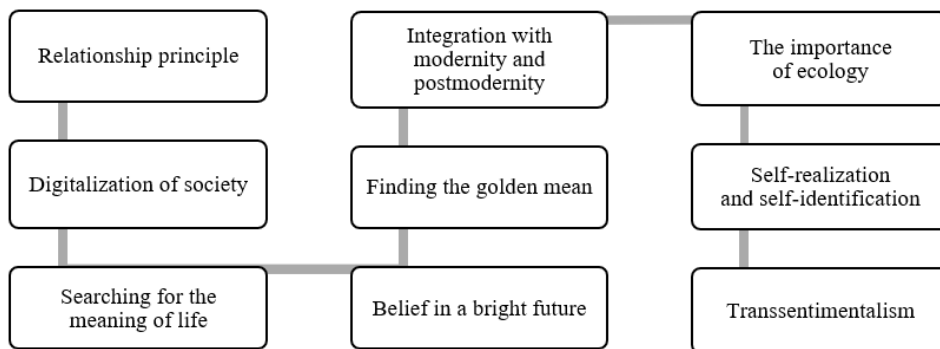 Relationship principle
Digitalization of society
Searching for the
meaning of life
Belief in a bright future
Finding the golden mean
Integration with
modernity and
postmodernity
The importance
of ecology
Self-realization
and self-identification
Transsentimentalism